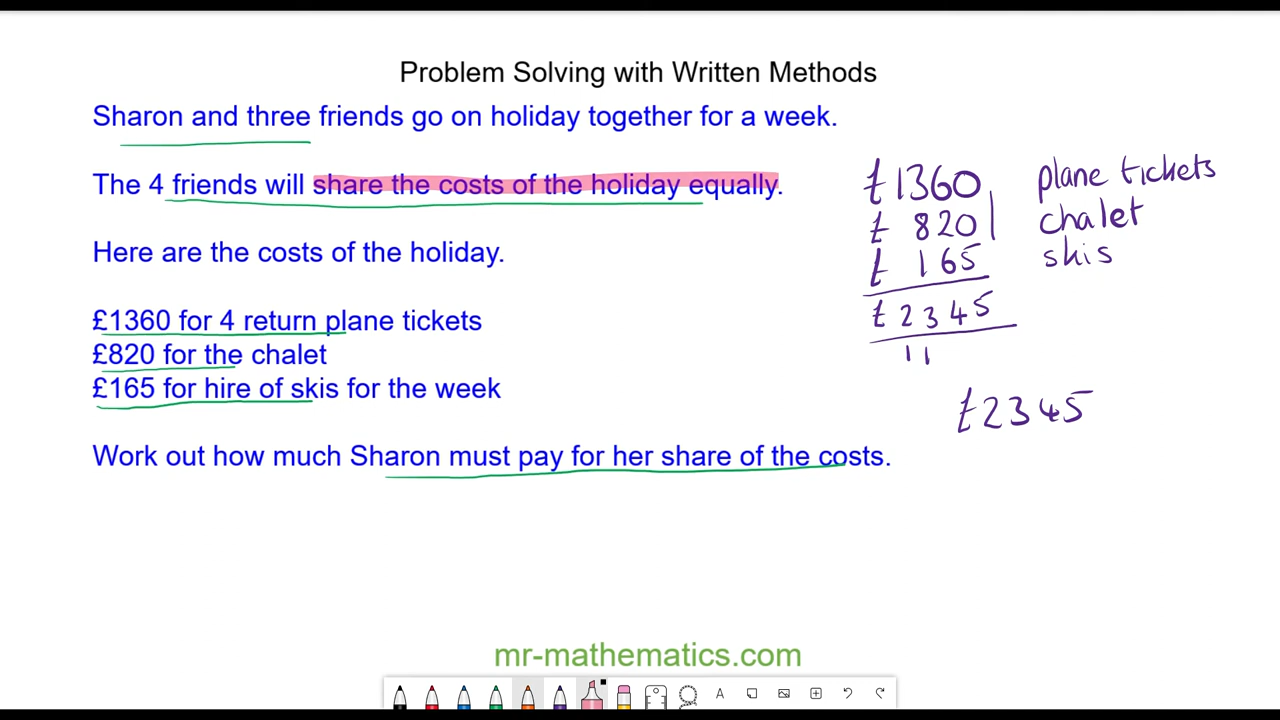 Problem Solving with Written Methods
Sharon and three friends go on holiday together for a week.
The 4 friends will share the costs of the holiday equally.
Here are the costs of the holiday.
£1360 for 4 return plane tickets
£820 for the chalet
£165 for hire of skis for the week
Work out how much Sharon must pay for her share of the costs.
£1360 plane tickets
£ 820 chalet
£ 165 skis
£2345
11
£2345
mr-mathematics.com
A